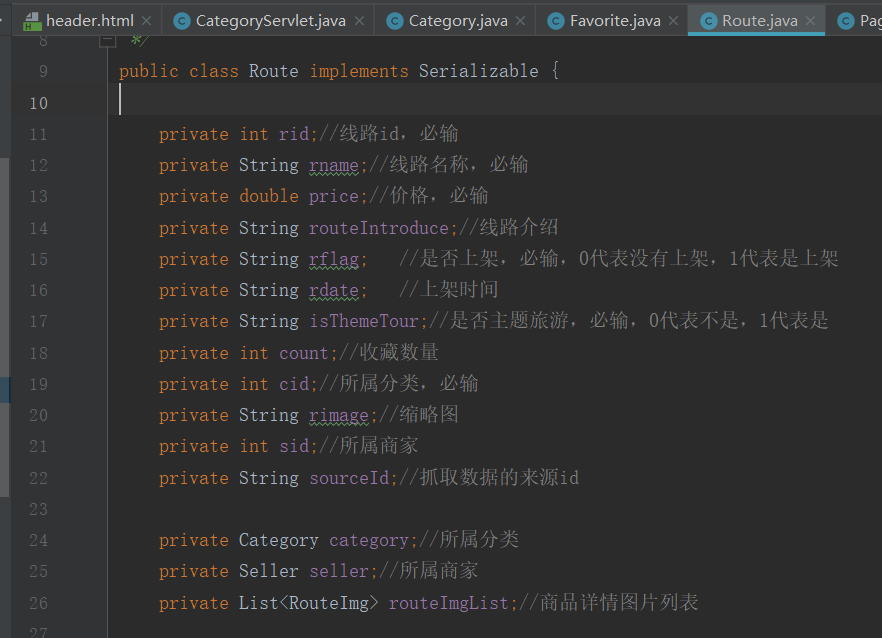 header.html CategoryServlet.java Category.java Favorite.java Route.java Pag
8 */
9 public class Route implements Serializable {
10
11 private int rid;//线路id，必输
12 private String rname;//线路名称，必输
13 private double price;//价格，必输
14 private String routeIntroduce;//线路介绍
15 private String rflag; //是否上架，必输，0代表没有上架，1代表是上架
16 private String rdate; //上架时间
17 private String isThemeTour;//是否主题旅游，必输，0代表不是，1代表是
18 private int count;//收藏数量
19 private int cid;//所属分类，必输
20 private String rimage;//缩略图
21 private int sid;//所属商家
22 private String sourceId;//抓取数据的来源id
23
24 private Category category;//所属分类
25 private Seller seller;//所属商家
26 private List<RouteImg> routeImgList;//商品详情图片列表
27